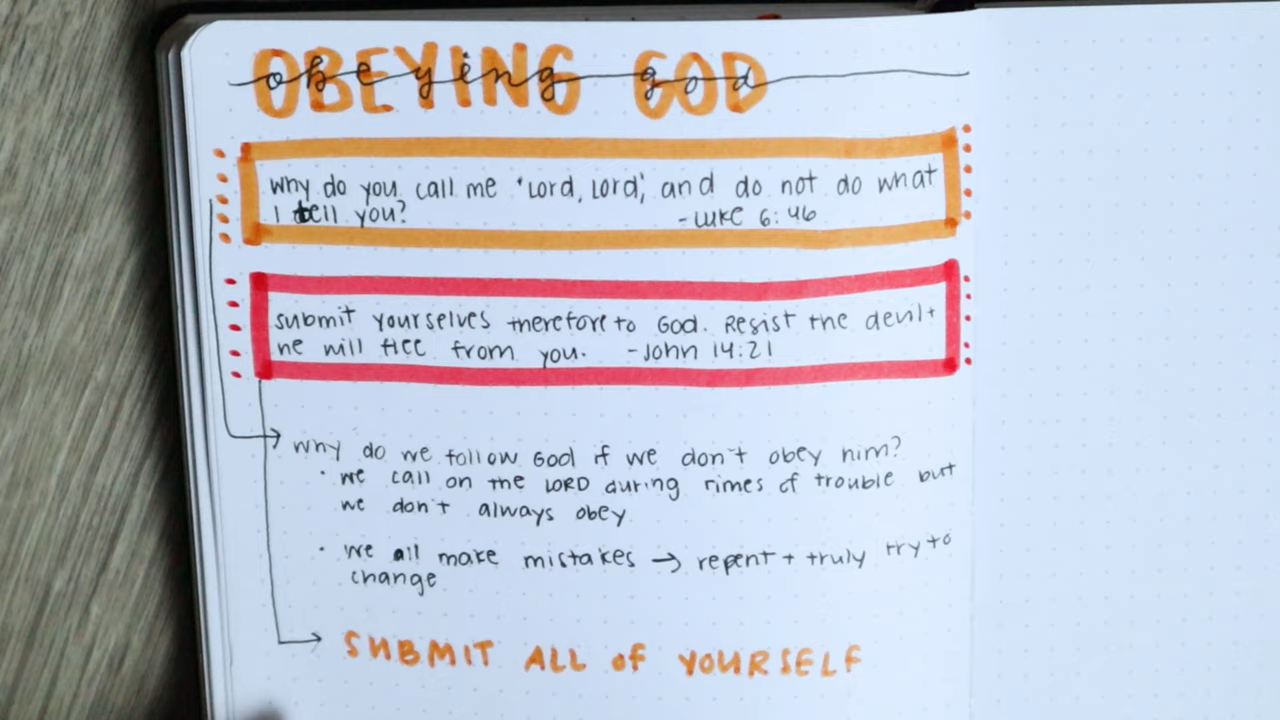 OBEYING GOD
obeying god
why do you call me 'Lord, Lord,' and do not do what
I tell you?
-Luke 6:46
submit yourselves therefore to God. Resist the devil +
he will flee from you. -John 14:21
why do we follow God if we don't obey him?
• we call on the LORD during times of trouble but
we don't always obey
• we all make mistakes → repent + truly try to
change
SUBMIT ALL OF YOURSELF